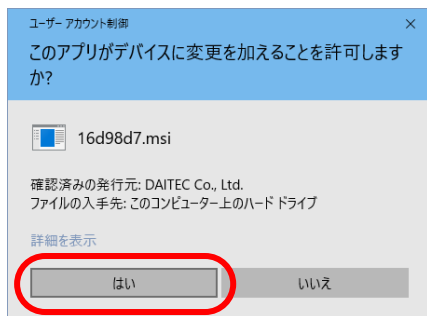 ユーザー アカウント制御
このアプリがデバイスに変更を加えることを許可します
か?
16d98d7.msi
確認済みの発行元: DAITEC Co., Ltd.
ファイルの入手先: このコンピューター上のハード ドライブ
詳細を表示
はい
いいえ